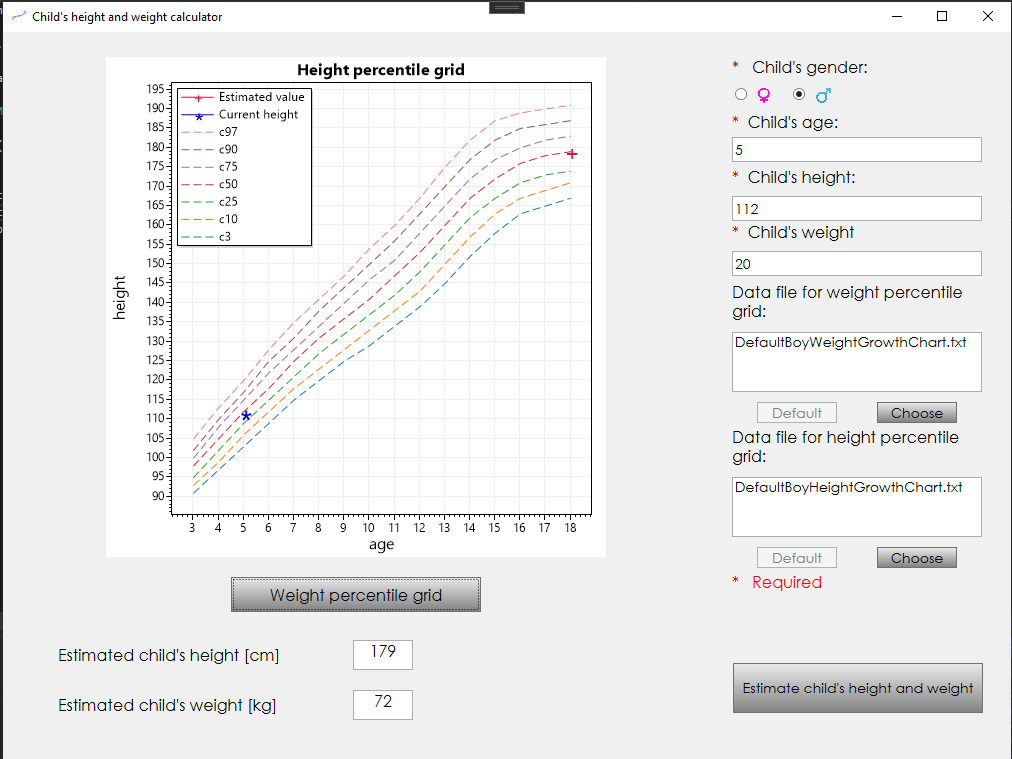 Child's height and weight calculator
Height percentile grid
Estimated value
Current height
c97
c90
c75
c50
c25
c10
c3
195
190
185
180
175
170
165
160
155
150
145
140
135
130
125
120
115
110
105
100
95
90
height
3 4 5 6 7 8 9 10 11 12 13 14 15 16 17 18
age
Weight percentile grid
Estimated child's height [cm] 179
Estimated child's weight [kg] 72
* Child's gender:
* Child's age:
5
* Child's height:
112
* Child's weight
20
Data file for weight percentile
grid:
DefaultBoyWeightGrowthChart.txt
Default Choose
Data file for height percentile
grid:
DefaultBoyHeightGrowthChart.txt
Default Choose
* Required
Estimate child's height and weight